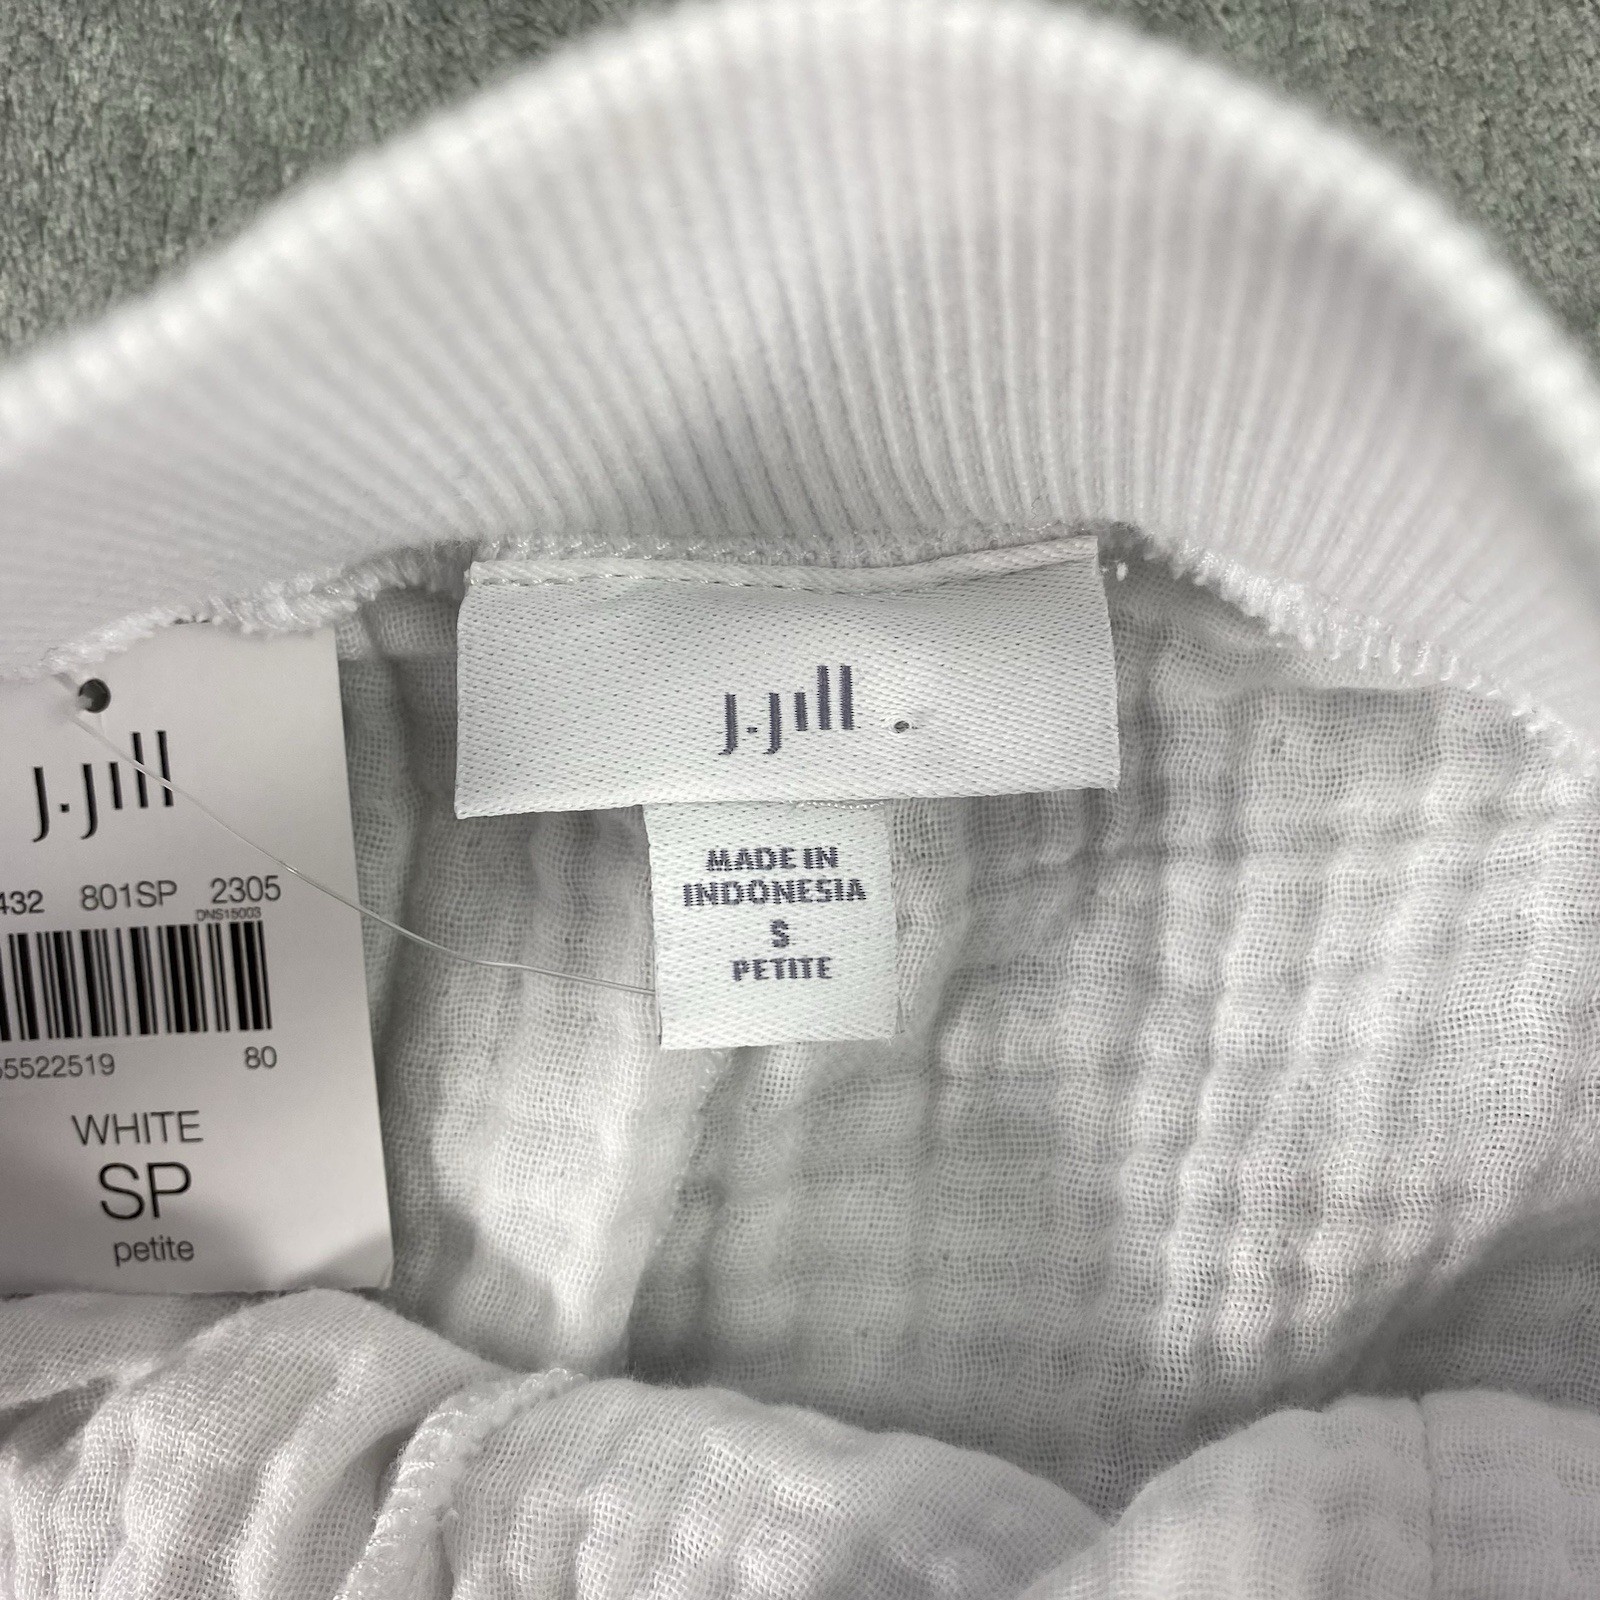 J.Jill
MADE IN
INDONESIA
S
PETITE
J.Jill
432 801SP 2305
DNS15003
55522519 80
WHITE
SP
petite